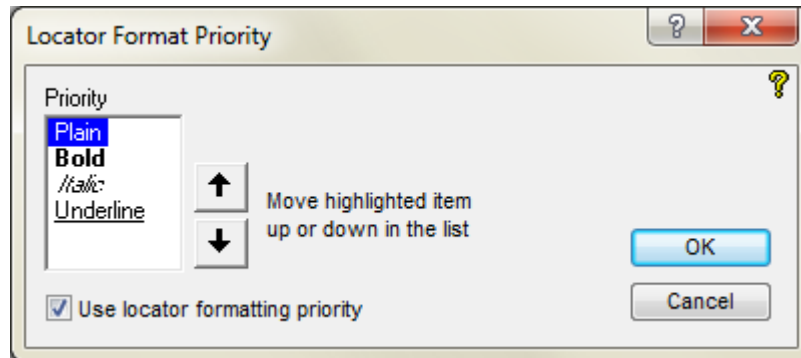 Locator Format Priority
?
X
?
Priority
Plain
Bold
Italic
Underline
Move highlighted item
up or down in the list
OK
Use locator formatting priority
Cancel